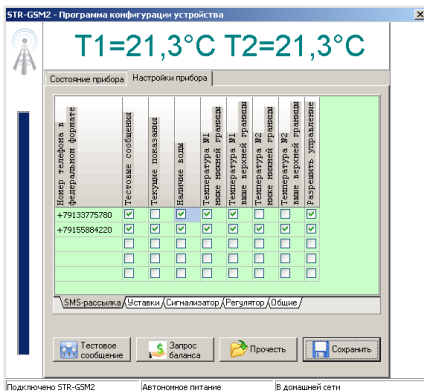 STR-GSM2 - Программа конфигурации устройства
T1=21,3°C T2=21,3°C
Состояние прибора
Настройки прибора
Номер телефона в федеральном формате
Тестовые сообщения
Текущие показания
Наличие воды
Температура №1 ниже нижней границы
Температура №1 выше верхней границы
Температура №2 ниже нижней границы
Температура №2 выше верхней границы
Разрешить управление
+79133775780
+79155884220
SMS-рассылка
Уставки
Сигнализатор
Регулятор
Общие
Тестовое сообщение
Запрос баланса
Прочесть
Сохранить
Подключено STR-GSM2
Автономное питание
В домашней сети